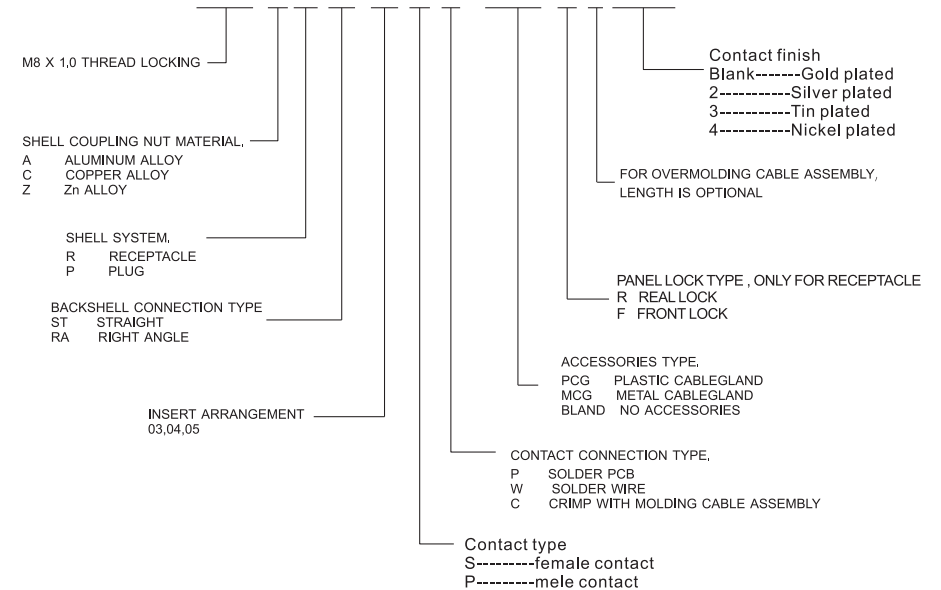 M8 X 1,0 THREAD LOCKING
SHELL COUPLING NUT MATERIAL,
A ALUMINUM ALLOY
C COPPER ALLOY
Z Zn ALLOY
SHELL SYSTEM,
R RECEPTACLE
P PLUG
BACKSHELL CONNECTION TYPE
ST STRAIGHT
RA RIGHT ANGLE
INSERT ARRANGEMENT
03,04,05
Contact type
S---------female contact
P---------mele contact
CONTACT CONNECTION TYPE,
P SOLDER PCB
W SOLDER WIRE
C CRIMP WITH MOLDING CABLE ASSEMBLY
ACCESSORIES TYPE,
PCG PLASTIC CABLEGLAND
MCG METAL CABLEGLAND
BLAND NO ACCESSORIES
PANEL LOCK TYPE , ONLY FOR RECEPTACLE
R REAL LOCK
F FRONT LOCK
FOR OVERMOLDING CABLE ASSEMBLY,
LENGTH IS OPTIONAL
Contact finish
Blank-------Gold plated
2-----------Silver plated
3-----------Tin plated
4-----------Nickel plated